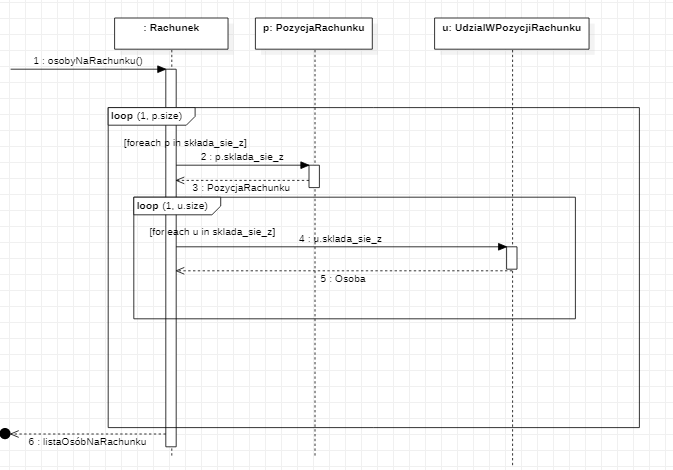 : Rachunek
p: PozycjaRachunku
u: UdzialWPozycjiRachunku
1 : osobyNaRachunku()
loop (1, p.size)
[foreach p in składa_sie_z]
2 : p.sklada_sie_z
3 : PozycjaRachunku
loop (1, u.size)
[for each u in sklada_sie_z]
4 : u.sklada_sie_z
5 : Osoba
6 : listaOsóbNaRachunku